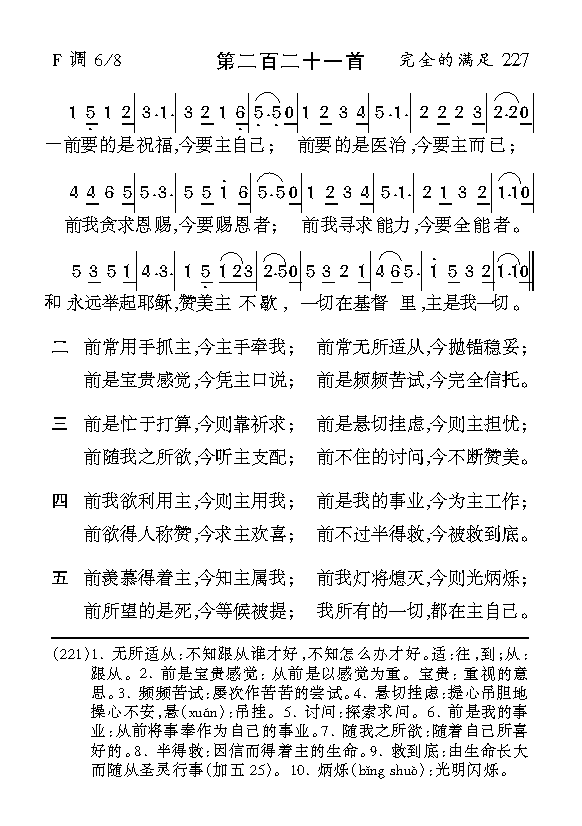 F 调 6/8 第二百二十一首 完全的满足 227
1 5 1 2 3·1· 3 2 1 6 5·5 0 1 2 3 4 5·1· 2 2 2 3 2·2 0
一 前要的是祝福,今要主自己; 前要的是医治,今要主而已;
4 4 6 5 5·3· 5 5 i 6 5·5 0 1 2 3 4 5·1· 2 1 3 2 1·1 0
前我贪求恩赐,今要赐恩者; 前我寻求能力,今要全能者。
5 3 5 1 4·3· 1 5 1 2 3 2·5 0 5 3 2 1 4 6 5· i 5 3 2 1·1 0
和 永远举起耶稣,赞美主 不歇, 一切在基督 里,主是我一切。
二 前常用手抓主,今主手牵我; 前常无所适从,今抛锚稳妥;
前是宝贵感觉,今凭主口说; 前是频频苦试,今完全信托。
三 前是忙于打算,今则靠祈求; 前是悬切挂虑,今则主担忧;
前随我之所欲,今听主支配; 前不住的讨问,今不断赞美。
四 前我欲利用主,今则主用我; 前是我的事业,今为主工作;
前欲得人称赞,今求主欢喜; 前不过半得救,今被救到底。
五 前羡慕得着主,今知主属我; 前我灯将熄灭,今则光炳烁;
前所望的是死,今等候被提; 我所有的一切,都在主自己。
(221)1. 无所适从:不知跟从谁才好,不知怎么办才好。适:往,到;从:
跟从。2. 前是宝贵感觉:从前是以感觉为重。宝贵:重视的意
思。3. 频频苦试:屡次作苦苦的尝试。4. 悬切挂虑:提心吊胆地
操心不安,悬(xuán):吊挂。5. 讨问:探索求问。6. 前是我的事
业:从前将事奉作为自己的事业。7. 随我之所欲:随着自己所喜
好的。8. 半得救:因信而得着主的生命。9. 救到底:由生命长大
而随从圣灵行事(加五25)。10. 炳烁(bǐng shuò):光明闪烁。